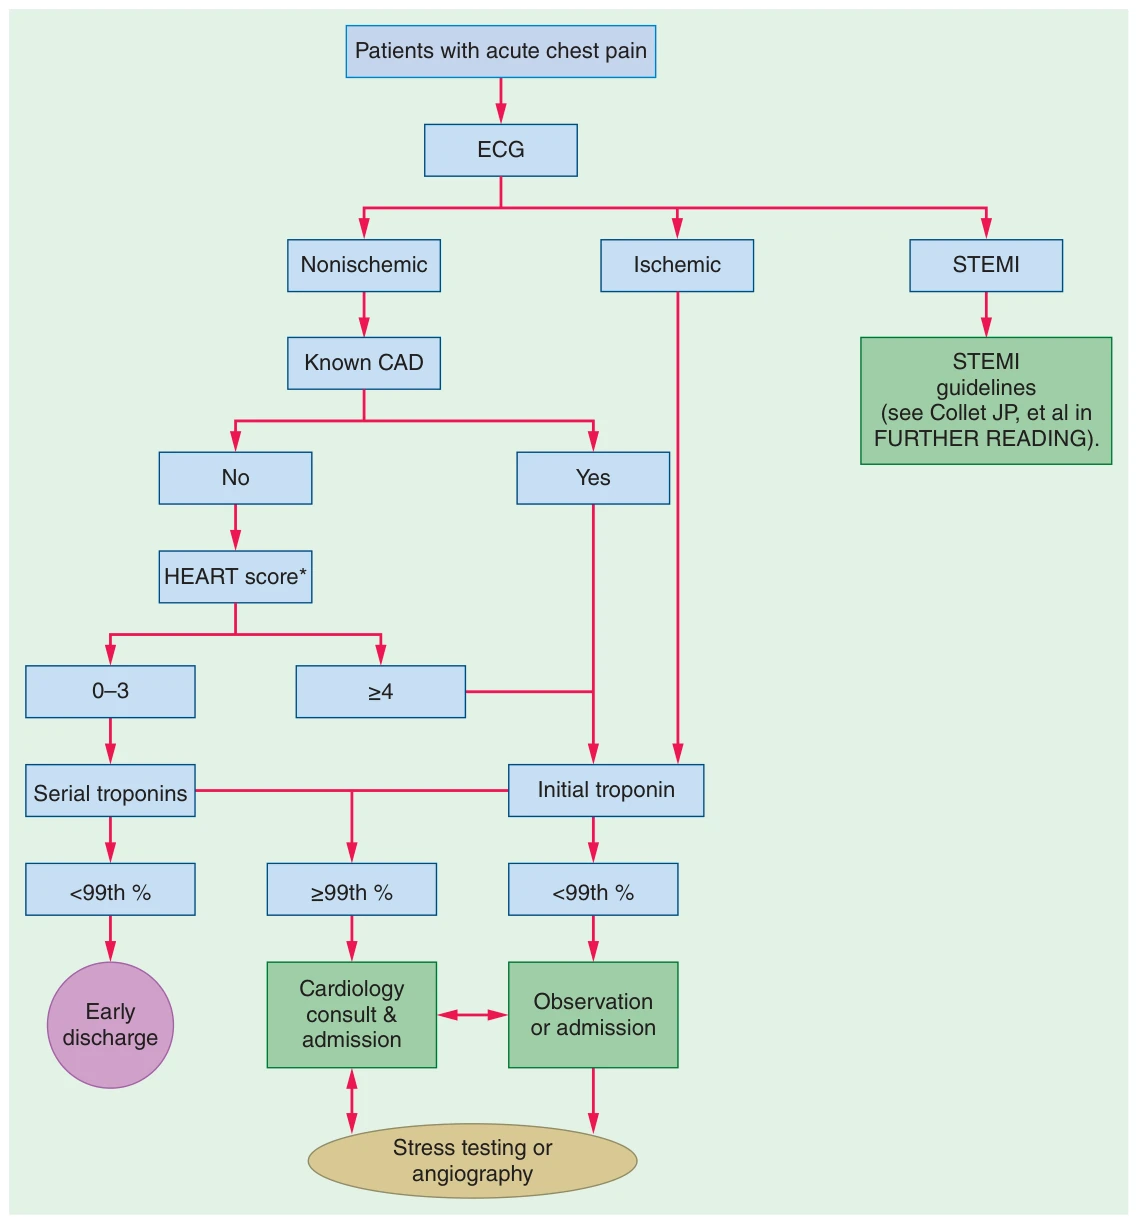 Patients with acute chest pain
ECG
Nonischemic
Ischemic
STEMI
Known CAD
STEMI
guidelines
(see Collet JP, et al in
FURTHER READING).
No
Yes
HEART score*
0–3
≥4
Serial troponins
Initial troponin
<99th %
≥99th %
<99th %
Early
discharge
Cardiology
consult &
admission
Observation
or admission
Stress testing or
angiography